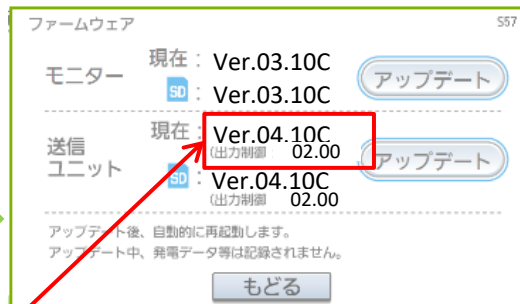 ファームウェア S57
モニター 現在： Ver.03.10C アップデート
SD： Ver.03.10C
送信ユニット 現在： Ver.04.10C アップデート
(出力制御 02.00
SD： Ver.04.10C
(出力制御 02.00
アップデート後、自動的に再起動します。
アップデート中、発電データ等は記録されません。
もどる